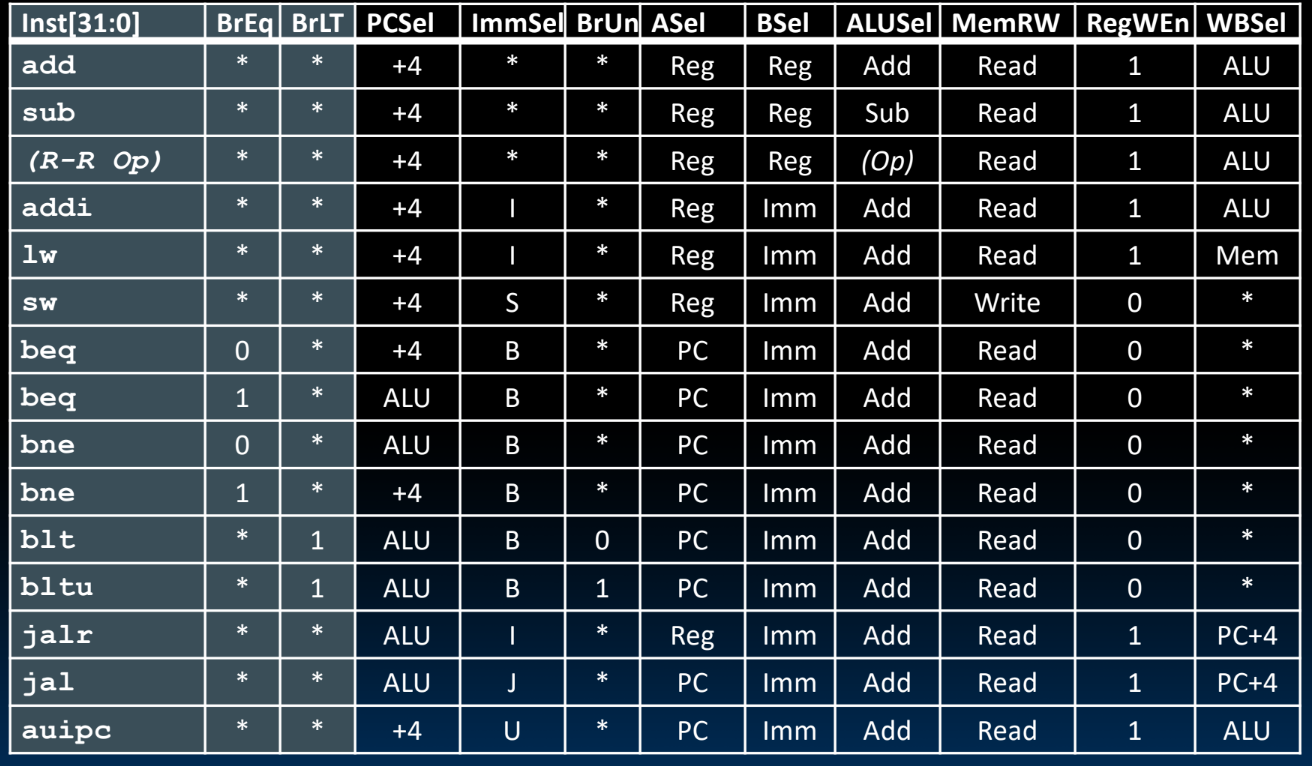 Inst[31:0] BrEq BrLT PCSel ImmSel BrUn ASel BSel ALUSel MemRW RegWEn WBSel
add * * +4 * * Reg Reg Add Read 1 ALU
sub * * +4 * * Reg Reg Sub Read 1 ALU
(R-R Op) * * +4 * * Reg Reg (Op) Read 1 ALU
addi * * +4 I * Reg Imm Add Read 1 ALU
lw * * +4 I * Reg Imm Add Read 1 Mem
sw * * +4 S * Reg Imm Add Write 0 *
beq 0 * +4 B * PC Imm Add Read 0 *
beq 1 * ALU B * PC Imm Add Read 0 *
bne 0 * ALU B * PC Imm Add Read 0 *
bne 1 * +4 B * PC Imm Add Read 0 *
blt * 1 ALU B 0 PC Imm Add Read 0 *
bltu * 1 ALU B 1 PC Imm Add Read 0 *
jalr * * ALU I * Reg Imm Add Read 1 PC+4
jal * * ALU J * PC Imm Add Read 1 PC+4
auipc * * +4 U * PC Imm Add Read 1 ALU